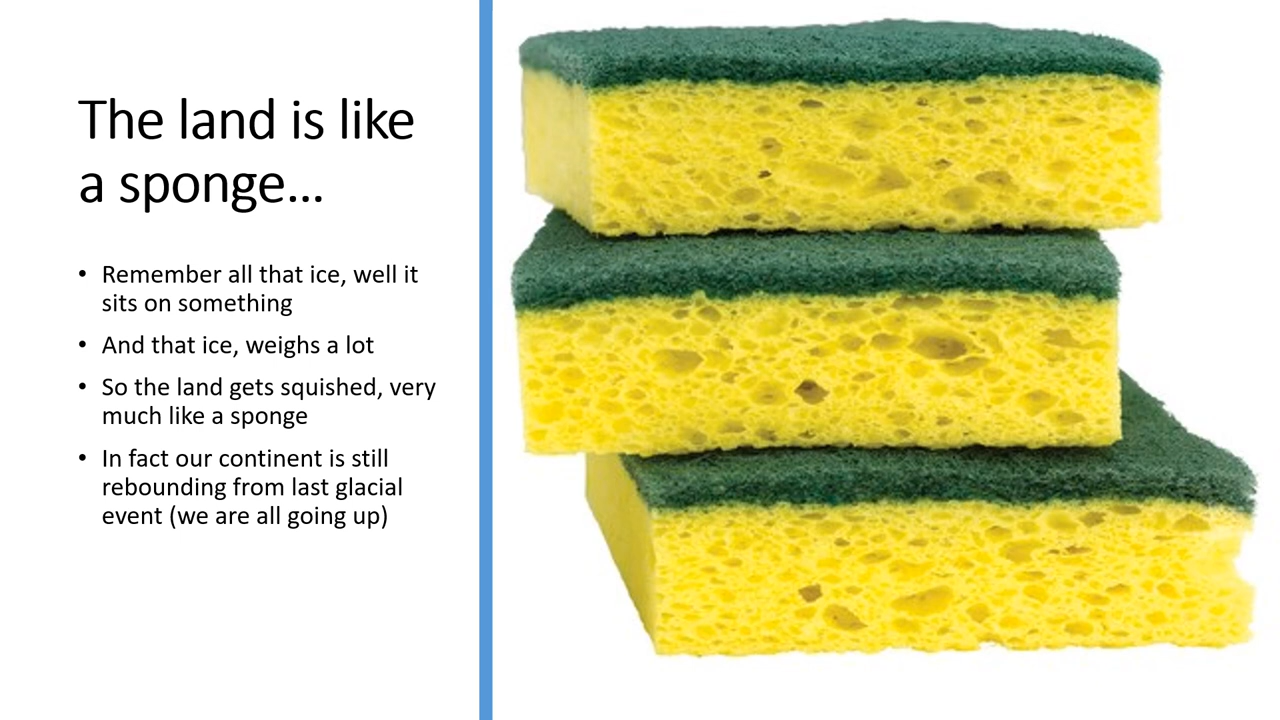 The land is like
a sponge…
• Remember all that ice, well it
sits on something
• And that ice, weighs a lot
• So the land gets squished, very
much like a sponge
• In fact our continent is still
rebounding from last glacial
event (we are all going up)